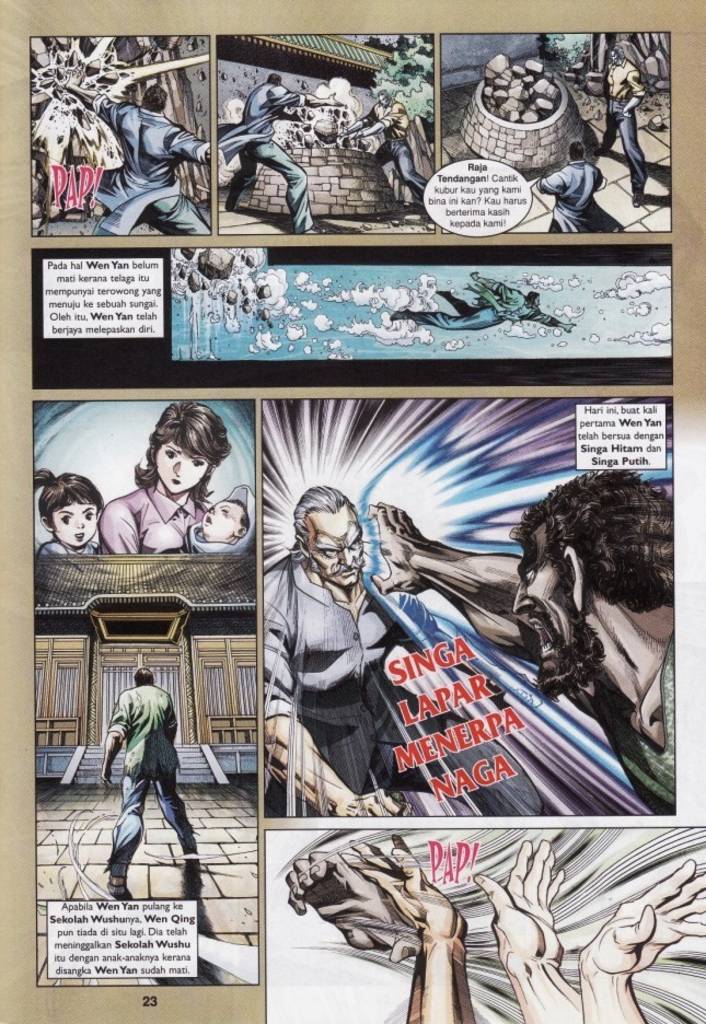 PAP!
Raja
Tendangan! Cantik
kubur kau yang kami
bina ini kan? Kau harus
berterima kasih
kepada kami!
Pada hal Wen Yan belum
mati kerana telaga itu
mempunyai terowong yang
menuju ke sebuah sungai.
Oleh itu, Wen Yan telah
berjaya melepaskan diri.
Apabila Wen Yan pulang ke
Sekolah Wushunya, Wen Qing
pun tiada di situ lagi. Dia telah
meninggalkan Sekolah Wushu
itu dengan anak-anaknya kerana
disangka Wen Yan sudah mati.
Hari ini, buat kali
pertama Wen Yan
telah bersua dengan
Singa Hitam dan
Singa Putih.
SINGA
LAPAR
MENERPA
NAGA
PAP!
23